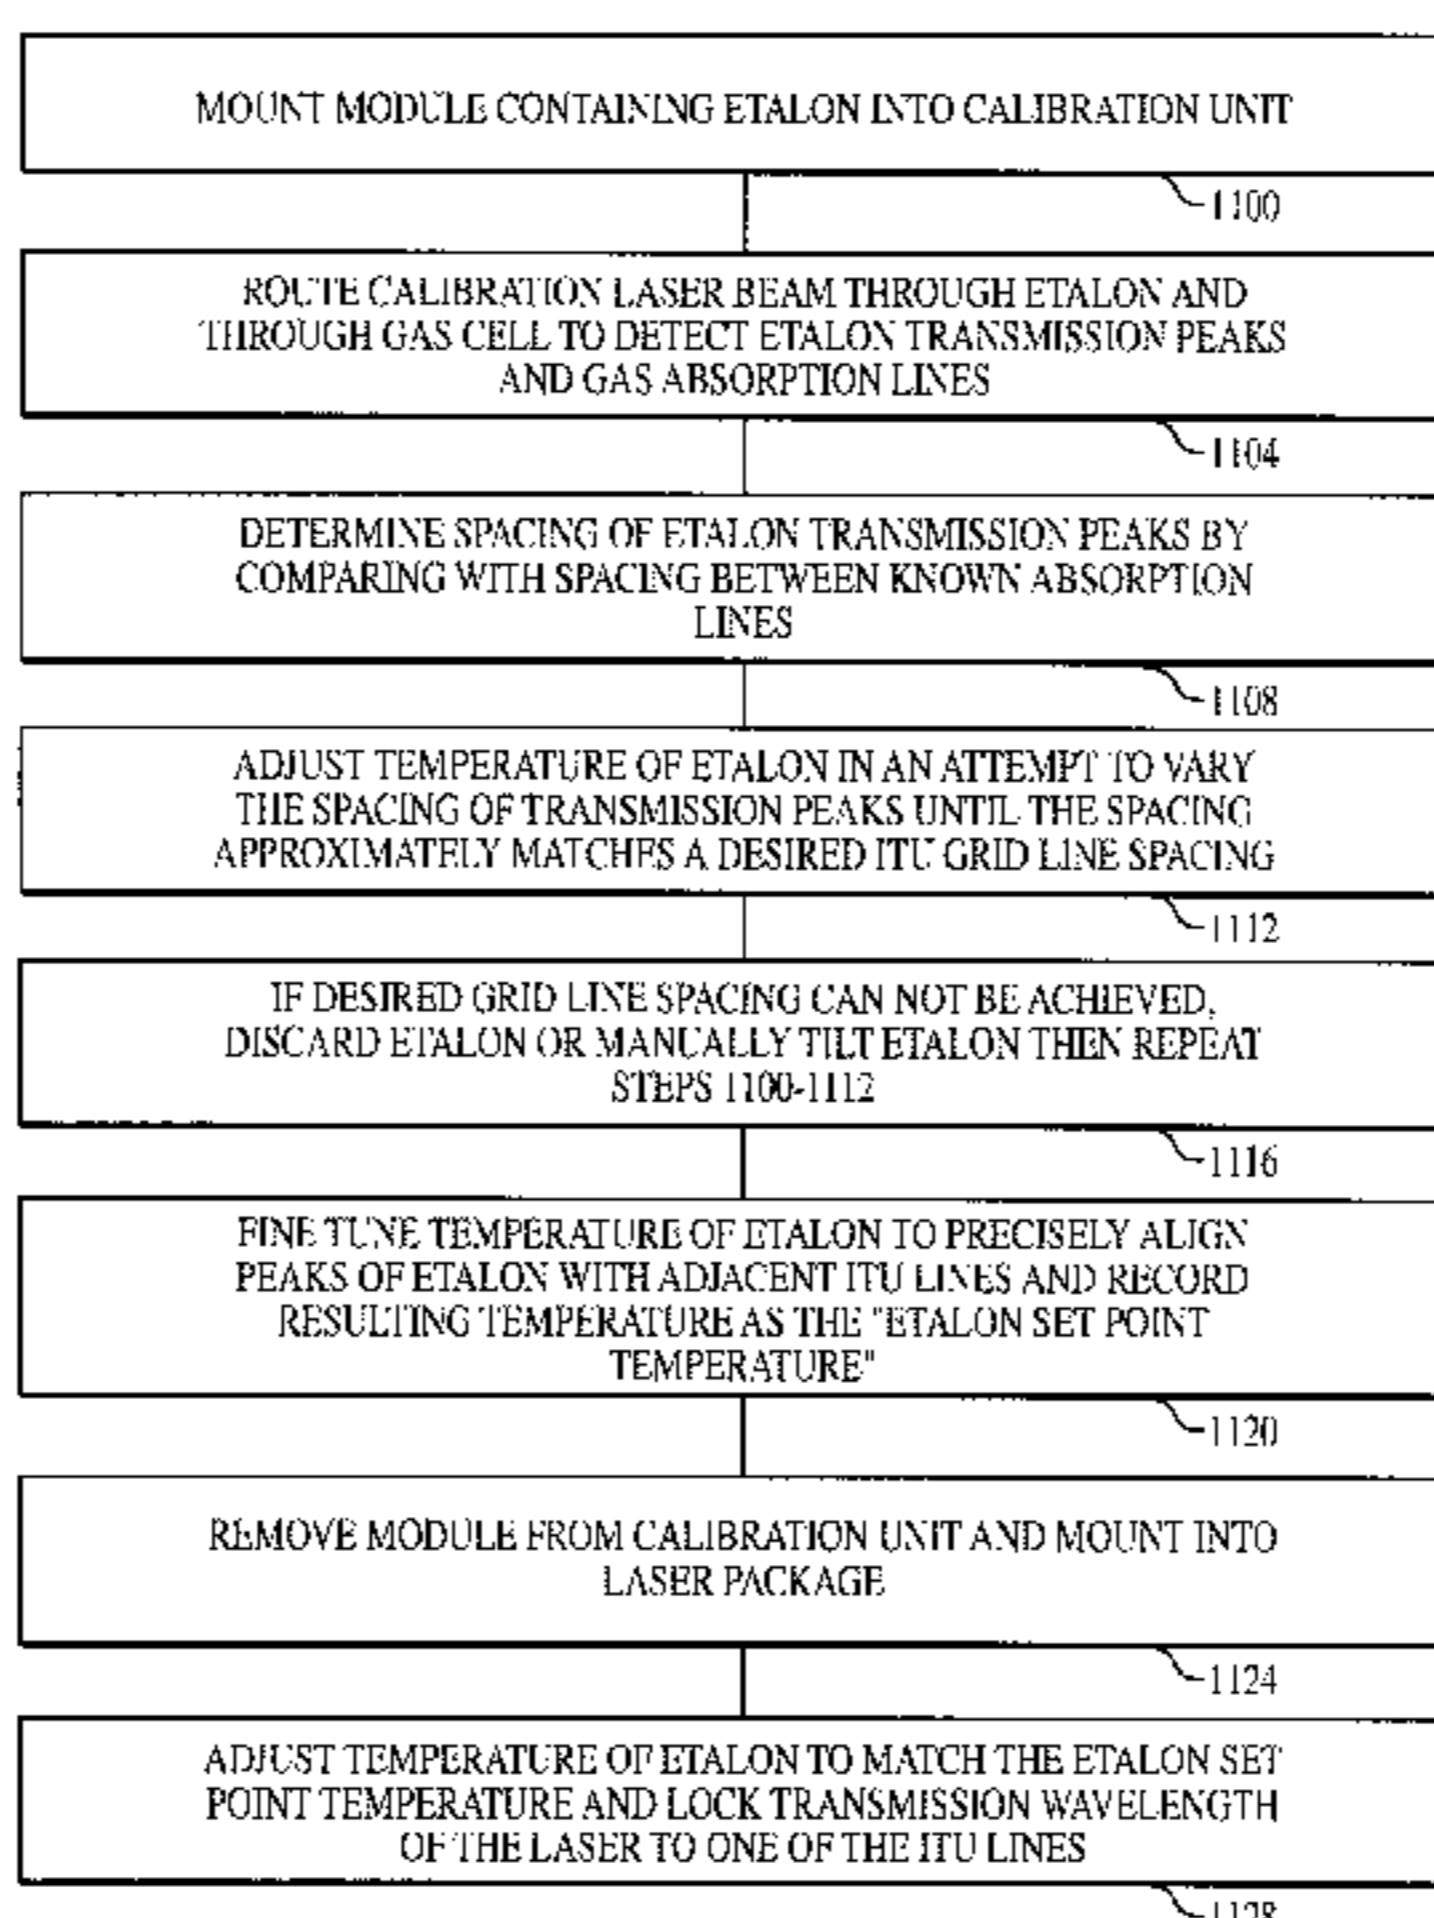 MOUNT MODULE CONTAINING ETALON INTO CALIBRATION UNIT
1100
ROUTE CALIBRATION LASER BEAM THROUGH ETALON AND
THROUGH GAS CELL TO DETECT ETALON TRANSMISSION PEAKS
AND GAS ABSORPTION LINES
1104
DETERMINE SPACING OF ETALON TRANSMISSION PEAKS BY
COMPARING WITH SPACING BETWEEN KNOWN ABSORPTION
LINES
1108
ADJUST TEMPERATURE OF ETALON IN AN ATTEMPT TO VARY
THE SPACING OF TRANSMISSION PEAKS UNTIL THE SPACING
APPROXIMATELY MATCHES A DESIRED ITU GRID LINE SPACING
1112
IF DESIRED GRID LINE SPACING CAN NOT BE ACHIEVED,
DISCARD ETALON OR MANUALLY TILT ETALON THEN REPEAT
STEPS 1100-1112
1116
FINE TUNE TEMPERATURE OF ETALON TO PRECISELY ALIGN
PEAKS OF ETALON WITH ADJACENT ITU LINES AND RECORD
RESULTING TEMPERATURE AS THE "ETALON SET POINT
TEMPERATURE"
1120
REMOVE MODULE FROM CALIBRATION UNIT AND MOUNT INTO
LASER PACKAGE
1124
ADJUST TEMPERATURE OF ETALON TO MATCH THE ETALON SET
POINT TEMPERATURE AND LOCK TRANSMISSION WAVELENGTH
OF THE LASER TO ONE OF THE ITU LINES
1128